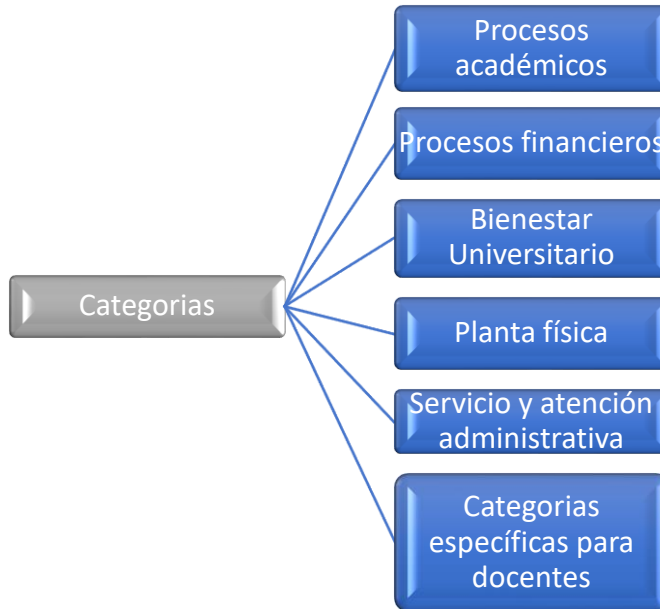 Procesos
académicos
Procesos financieros
Bienestar
Universitario
Categorias
Planta física
Servicio y atención
administrativa
Categorias
específicas para
docentes